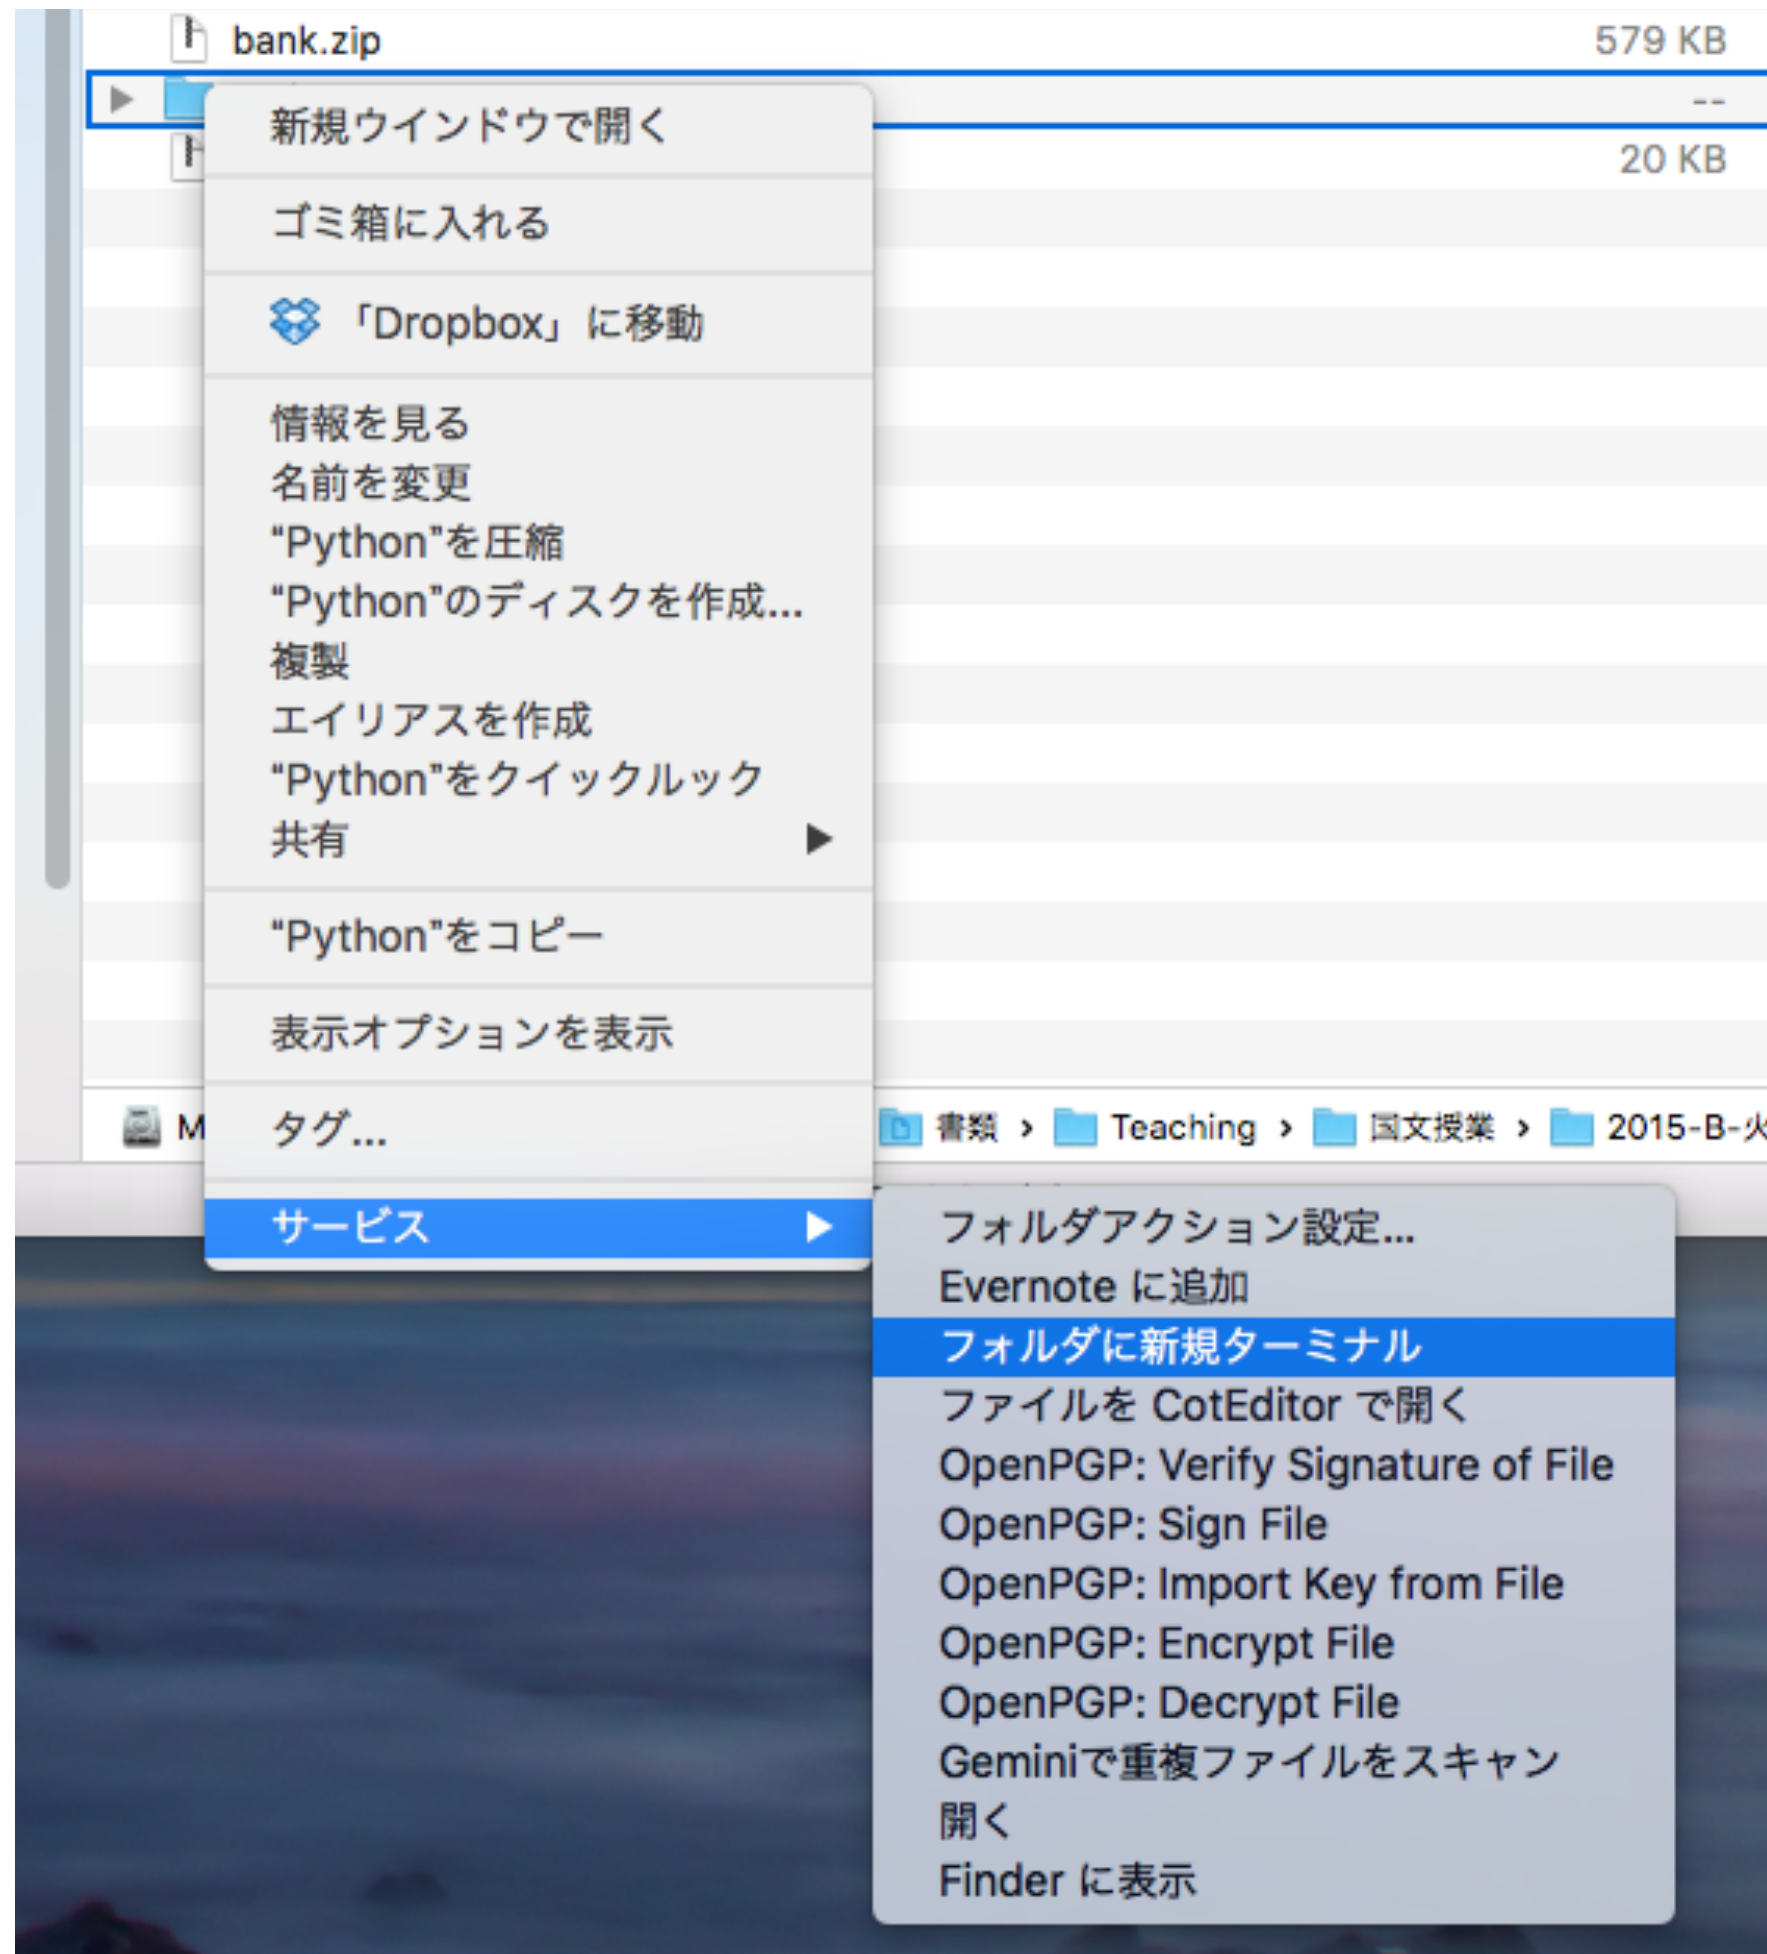 bank.zip 579 KB
--
20 KB
新規ウインドウで開く
ゴミ箱に入れる
「Dropbox」に移動
情報を見る
名前を変更
“Python”を圧縮
“Python”のディスクを作成...
複製
エイリアスを作成
“Python”をクイックルック
共有
“Python”をコピー
表示オプションを表示
タグ...
サービス
M 書類 › Teaching › 国文授業 › 2015-B-火
フォルダアクション設定...
Evernote に追加
フォルダに新規ターミナル
ファイルを CotEditor で開く
OpenPGP: Verify Signature of File
OpenPGP: Sign File
OpenPGP: Import Key from File
OpenPGP: Encrypt File
OpenPGP: Decrypt File
Geminiで重複ファイルをスキャン
開く
Finder に表示